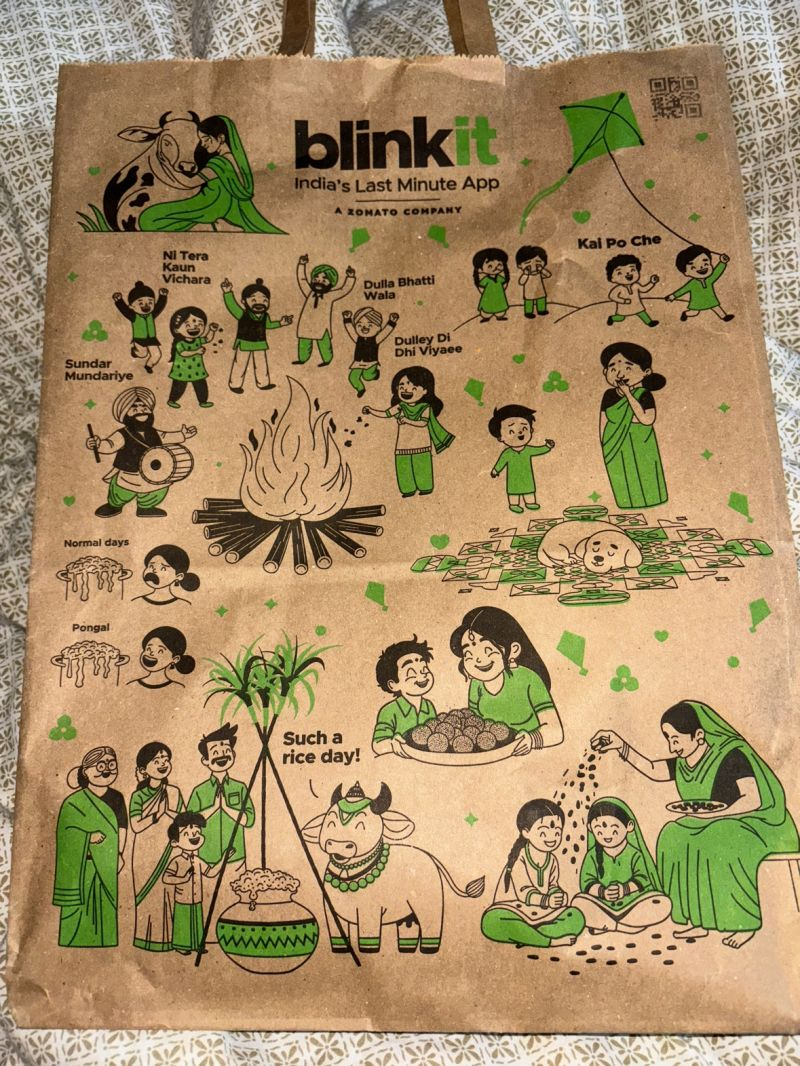 blinkit
India's Last Minute App
A ZOMATO COMPANY
Kai Po Che
Ni Tera
Kaun
Vichara
Dulla Bhatti
Wala
Dulley Di
Dhi Viyaee
Sundar
Mundariye
Normal days
Pongal
Such a
rice day!